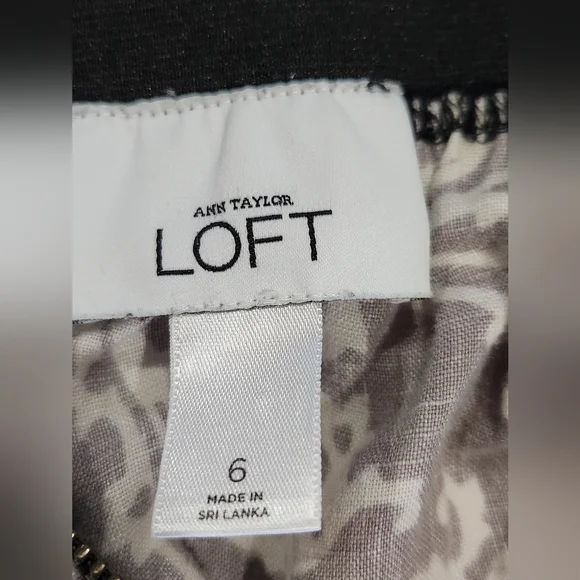 ANN TAYLOR
LOFT
6
MADE IN
SRI LANKA